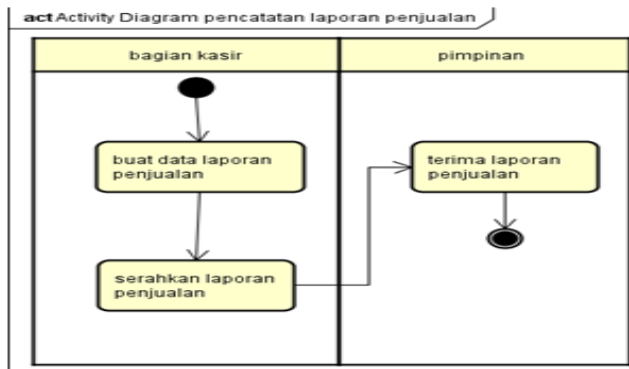 act Activity Diagram pencatatan laporan penjualan
bagian kasir
pimpinan
buat data laporan
penjualan
terima laporan
penjualan
serahkan laporan
penjualan